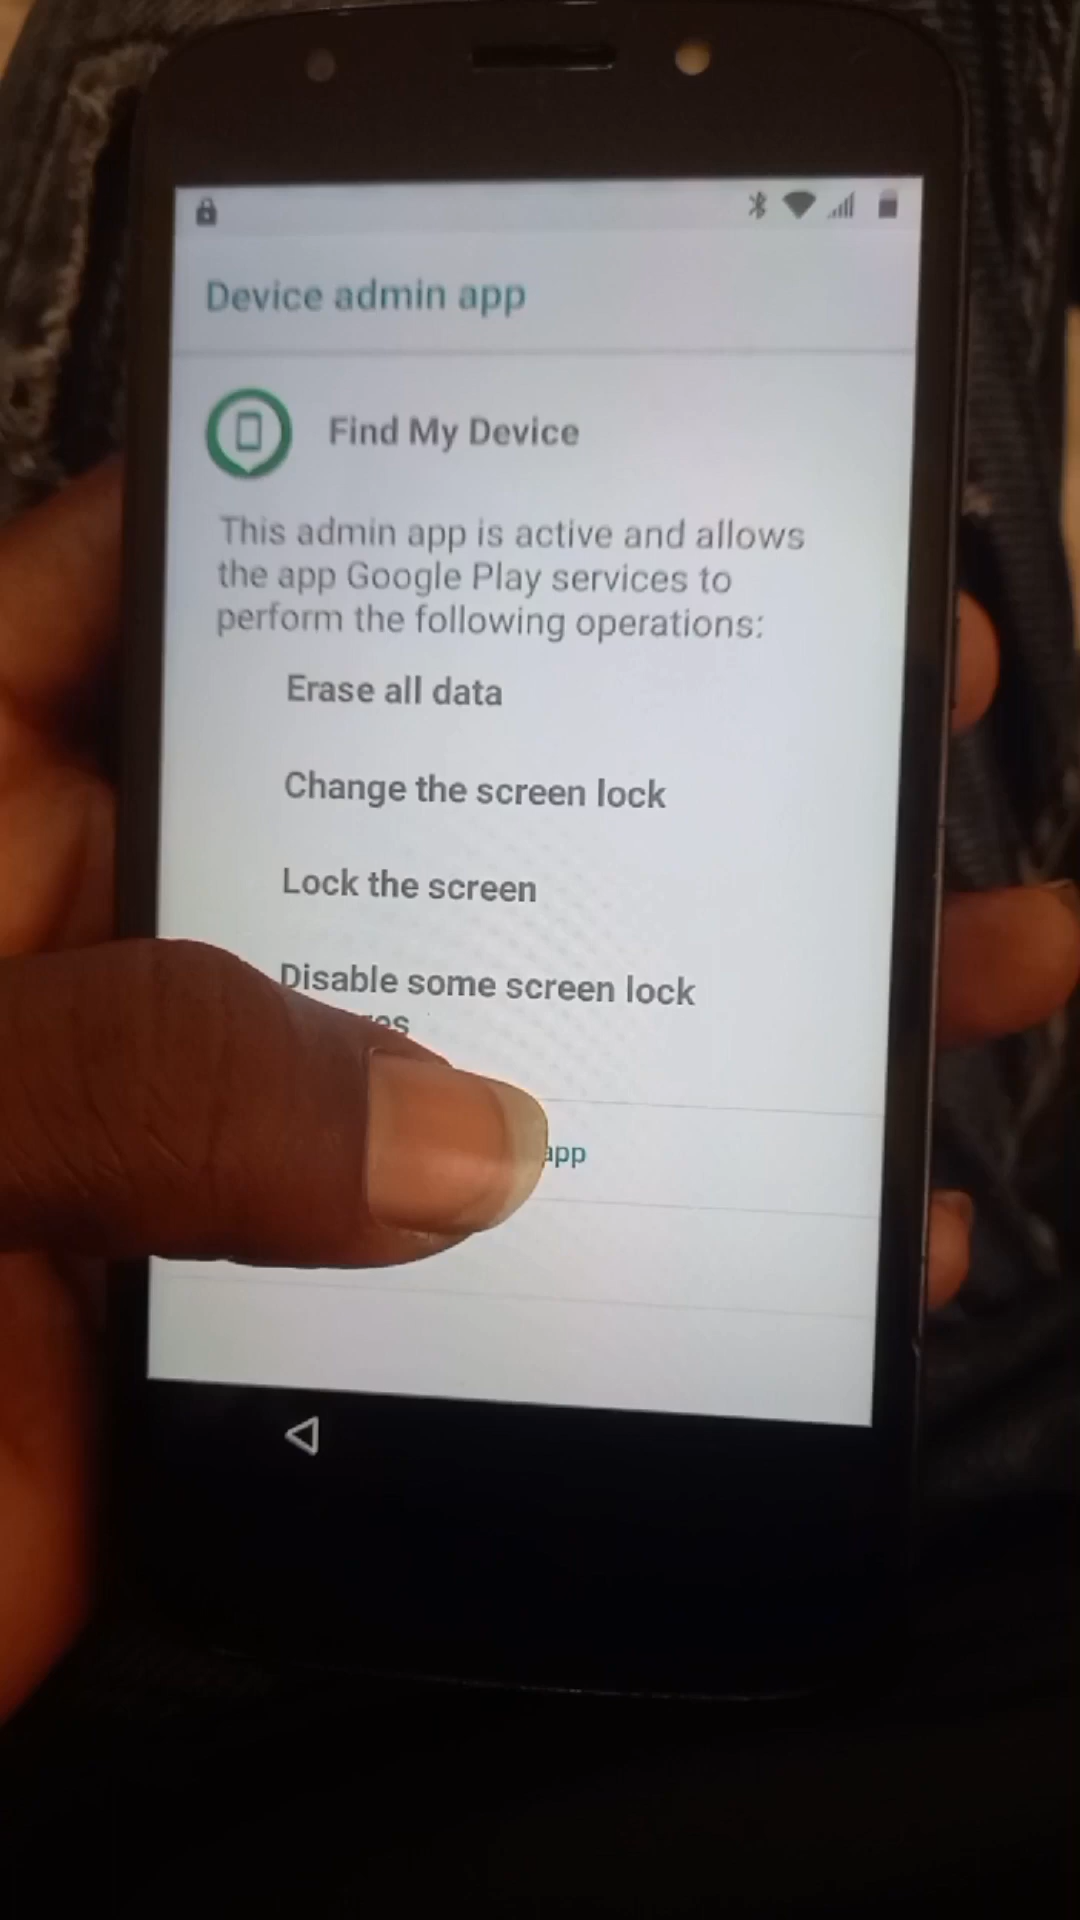 Device admin app
Find My Device
This admin app is active and allows
the app Google Play services to
perform the following operations:
Erase all data
Change the screen lock
Lock the screen
Disable some screen lock
app